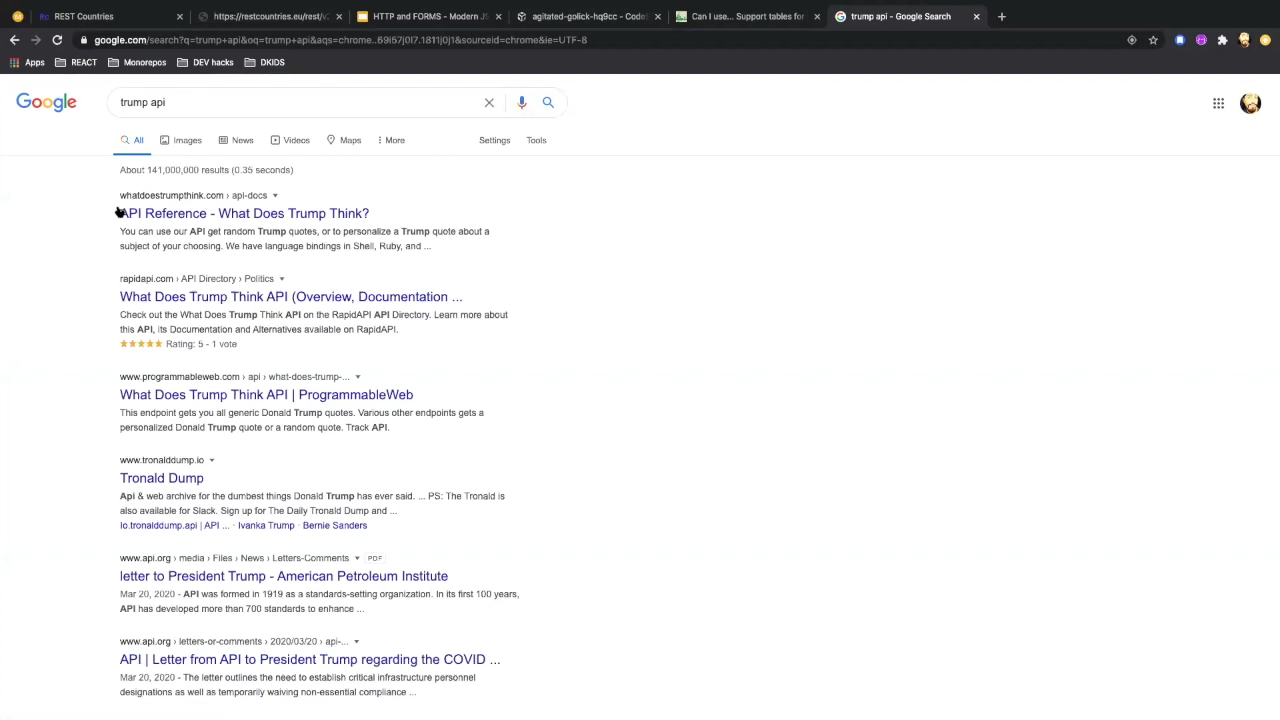 REST Countries
https://restcountries.eu/rest/v
HTTP and FORMS - Modern JS
agitated-golick-hq9cc - CodeS
Can I use... Support tables for
trump api - Google Search
google.com/search?q=trump+api&oq=trump+api&aqs=chrome..69i57j0l7.1811j0j1&sourceid=chrome&ie=UTF-8
Apps
REACT
Monorepos
DEV hacks
DKIDS
Google
trump api
All
Images
News
Videos
Maps
More
Settings
Tools
About 141,000,000 results (0.35 seconds)
whatdoestrumpthink.com › api-docs
API Reference - What Does Trump Think?
You can use our API get random Trump quotes, or to personalize a Trump quote about a
subject of your choosing. We have language bindings in Shell, Ruby, and ...
rapidapi.com › API Directory › Politics
What Does Trump Think API (Overview, Documentation ...
Check out the What Does Trump Think API on the RapidAPI API Directory. Learn more about
this API, its Documentation and Alternatives available on RapidAPI.
Rating: 5 - 1 vote
www.programmableweb.com › api › what-does-trump-...
What Does Trump Think API | ProgrammableWeb
This endpoint gets you all generic Donald Trump quotes. Various other endpoints gets a
personalized Donald Trump quote or a random quote. Track API.
www.tronalddump.io
Tronald Dump
Api & web archive for the dumbest things Donald Trump has ever said. ... PS: The Tronald is
also available for Slack. Sign up for The Daily Tronald Dump and ...
Io.tronalddump.api | API ... · Ivanka Trump · Bernie Sanders
www.api.org › media › Files › News › Letters-Comments PDF
letter to President Trump - American Petroleum Institute
Mar 20, 2020 - API was formed in 1919 as a standards-setting organization. In its first 100 years,
API has developed more than 700 standards to enhance ...
www.api.org › letters-or-comments › 2020/03/20 › api-...
API | Letter from API to President Trump regarding the COVID ...
Mar 20, 2020 - The letter outlines the need to establish critical infrastructure personnel
designations as well as temporarily waiving non-essential compliance ...